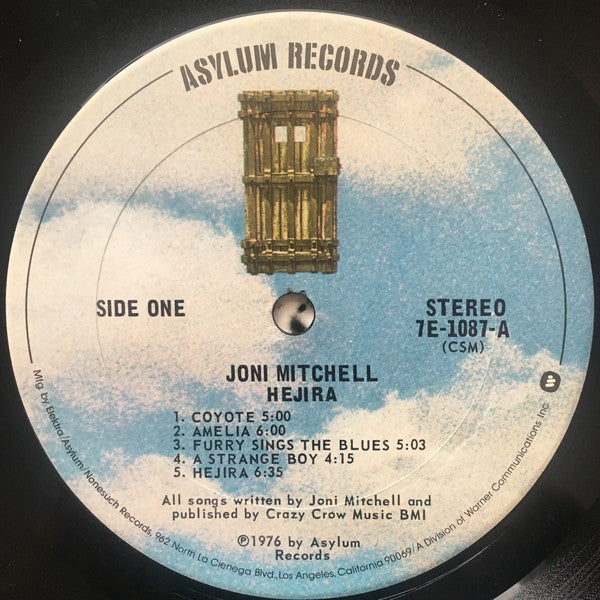 ASYLUM RECORDS
SIDE ONE
STEREO
7E-1087-A
(CSM)
JONI MITCHELL
HEJIRA
1. COYOTE 5:00
2. AMELIA 6:00
3. FURRY SINGS THE BLUES 5:03
4. A STRANGE BOY 4:15
5. HEJIRA 6:35
All songs written by Joni Mitchell and
published by Crazy Crow Music BMI
℗1976 by Asylum
Records
Mfg by Elektra/Asylum Nonesuch Records, 962 North La Cienega Blvd., Los Angeles, California 90069/A Division of Warner Communications Inc